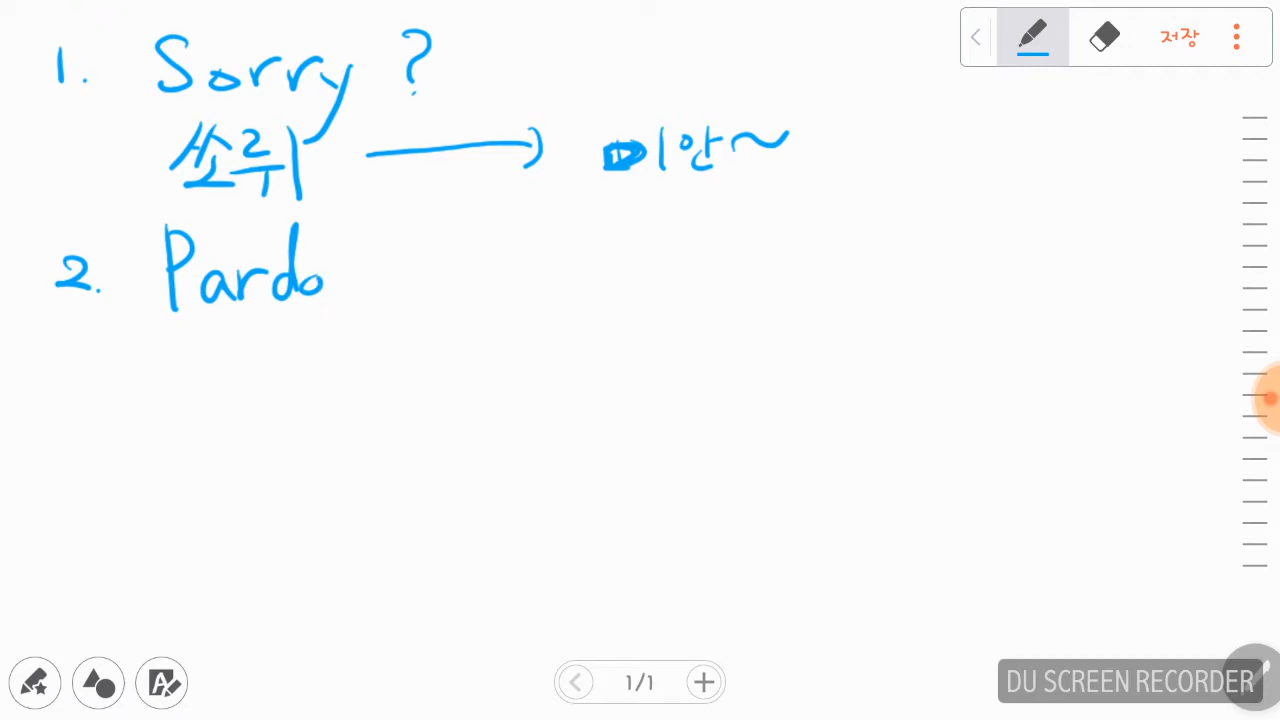 1. Sorry ?
쏘뤼 → 미안~
2. Pardo
저장
1/1
DU SCREEN RECORDER